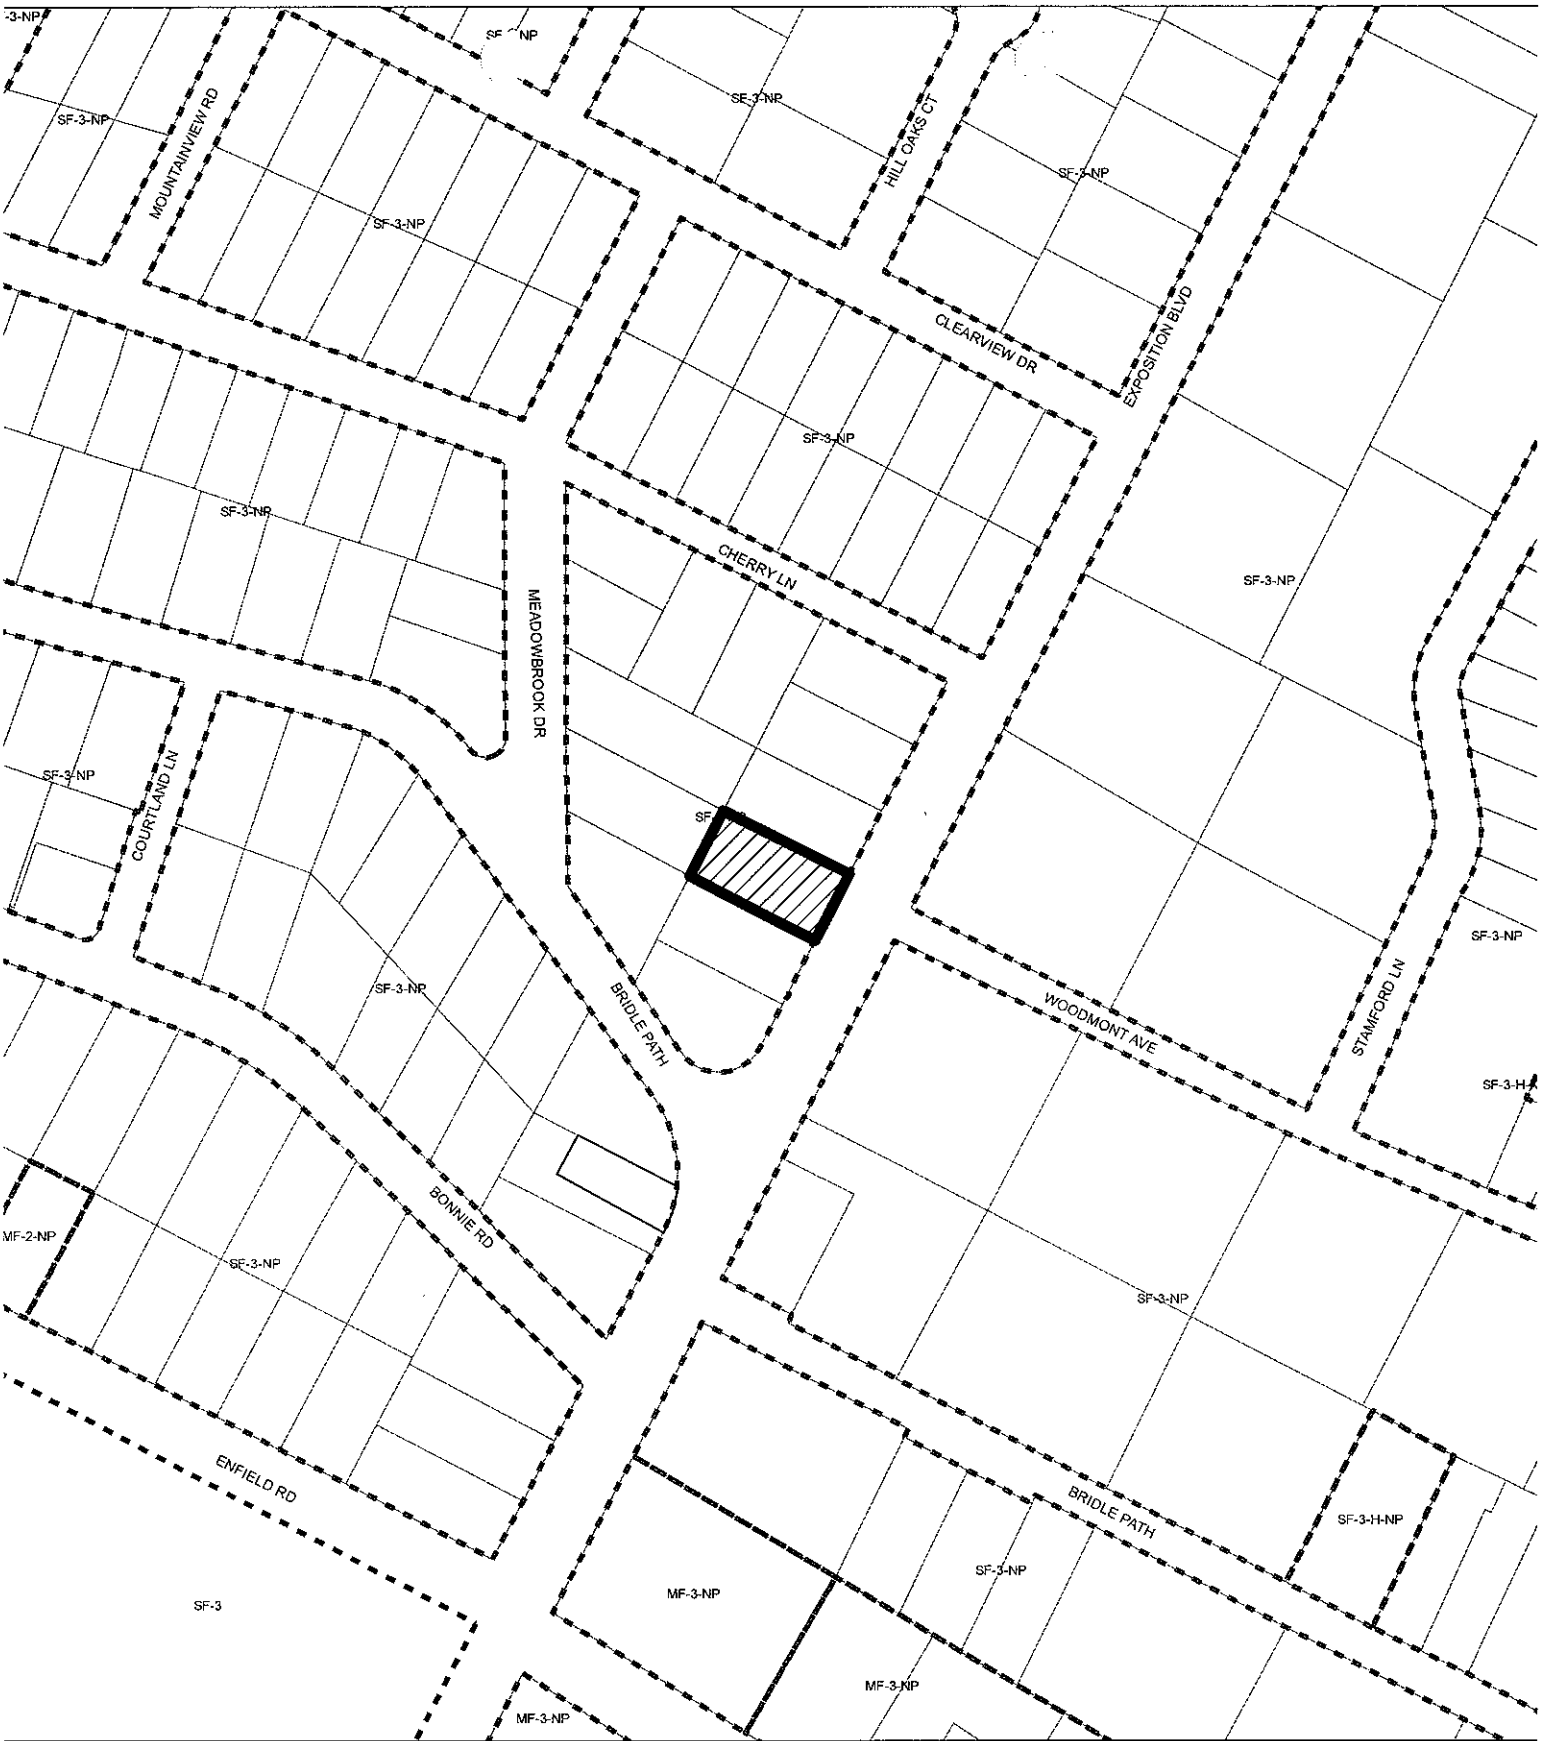 -3-NP
SF-3-NP
SF-3-NP
SF-3-NP
MOUNTAINVIEW RD
HILL OAKS CT
SF-3-NP
SF-3-NP
CLEARVIEW DR
EXPOSITION BLVD
SF-3-NP
SF-3-NP
CHERRY LN
SF-3-NP
MEADOWBROOK DR
SF-3-NP
COURTLAND LN
SF-
SF-3-NP
SF-3-NP
BRIDLE PATH
WOODMONT AVE
STAMFORD LN
SF-3-H-
BONNIE RD
MF-2-NP
SF-3-NP
SF-3-NP
ENFIELD RD
BRIDLE PATH
SF-3-H-NP
SF-3-NP
MF-3-NP
SF-3
MF-3-NP
MF-3-NP